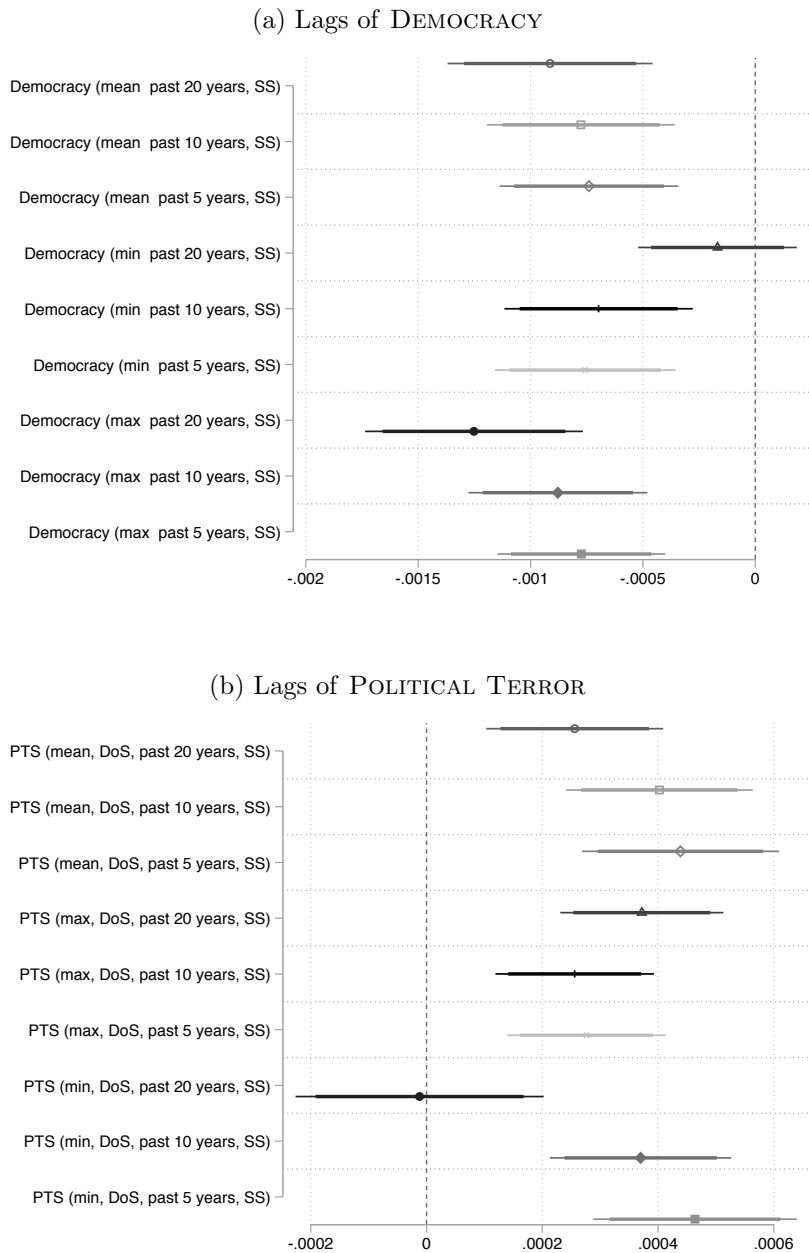 (a) Lags of DEMOCRACY
Democracy (mean  past 20 years, SS)
Democracy (mean  past 10 years, SS)
Democracy (mean  past 5 years, SS)
Democracy (min  past 20 years, SS)
Democracy (min  past 10 years, SS)
Democracy (min  past 5 years, SS)
Democracy (max  past 20 years, SS)
Democracy (max  past 10 years, SS)
Democracy (max  past 5 years, SS)
-.002 -.0015 -.001 -.0005 0
(b) Lags of POLITICAL TERROR
PTS (mean, DoS, past 20 years, SS)
PTS (mean, DoS, past 10 years, SS)
PTS (mean, DoS, past 5 years, SS)
PTS (max, DoS, past 20 years, SS)
PTS (max, DoS, past 10 years, SS)
PTS (max, DoS, past 5 years, SS)
PTS (min, DoS, past 20 years, SS)
PTS (min, DoS, past 10 years, SS)
PTS (min, DoS, past 5 years, SS)
-.0002 0 .0002 .0004 .0006